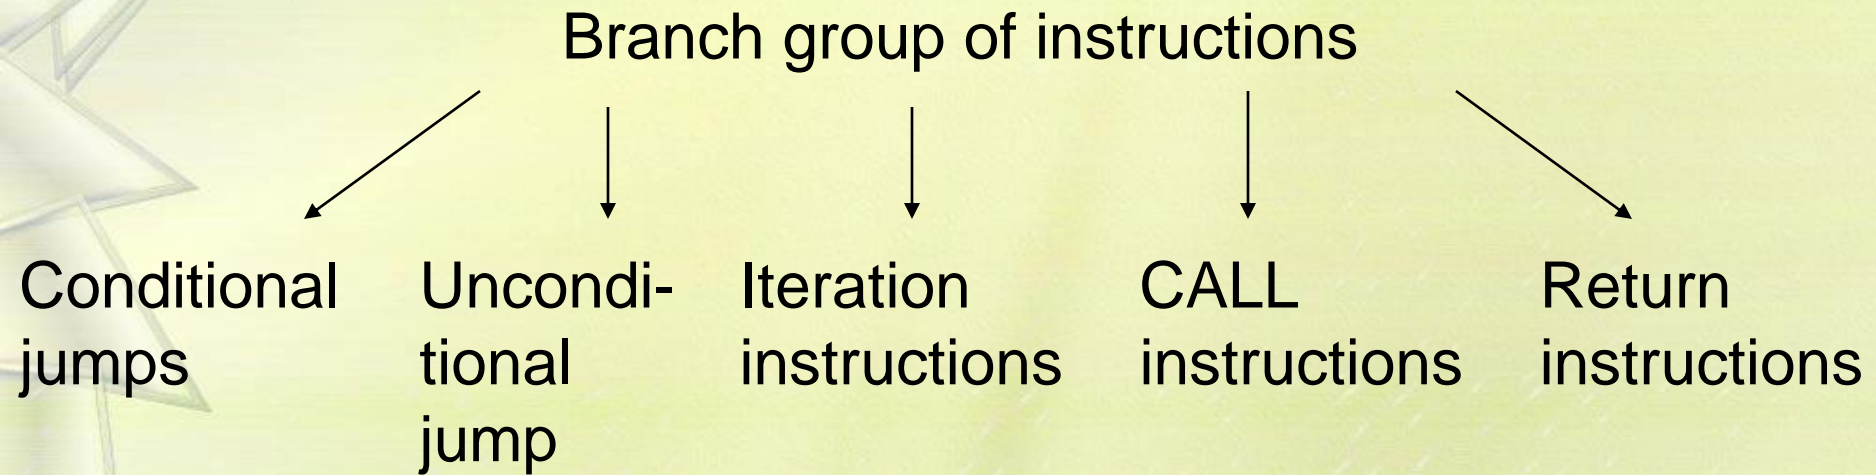 Branch group of instructions
Conditional
jumps
Uncondi-
tional
jump
Iteration
instructions
CALL
instructions
Return
instructions